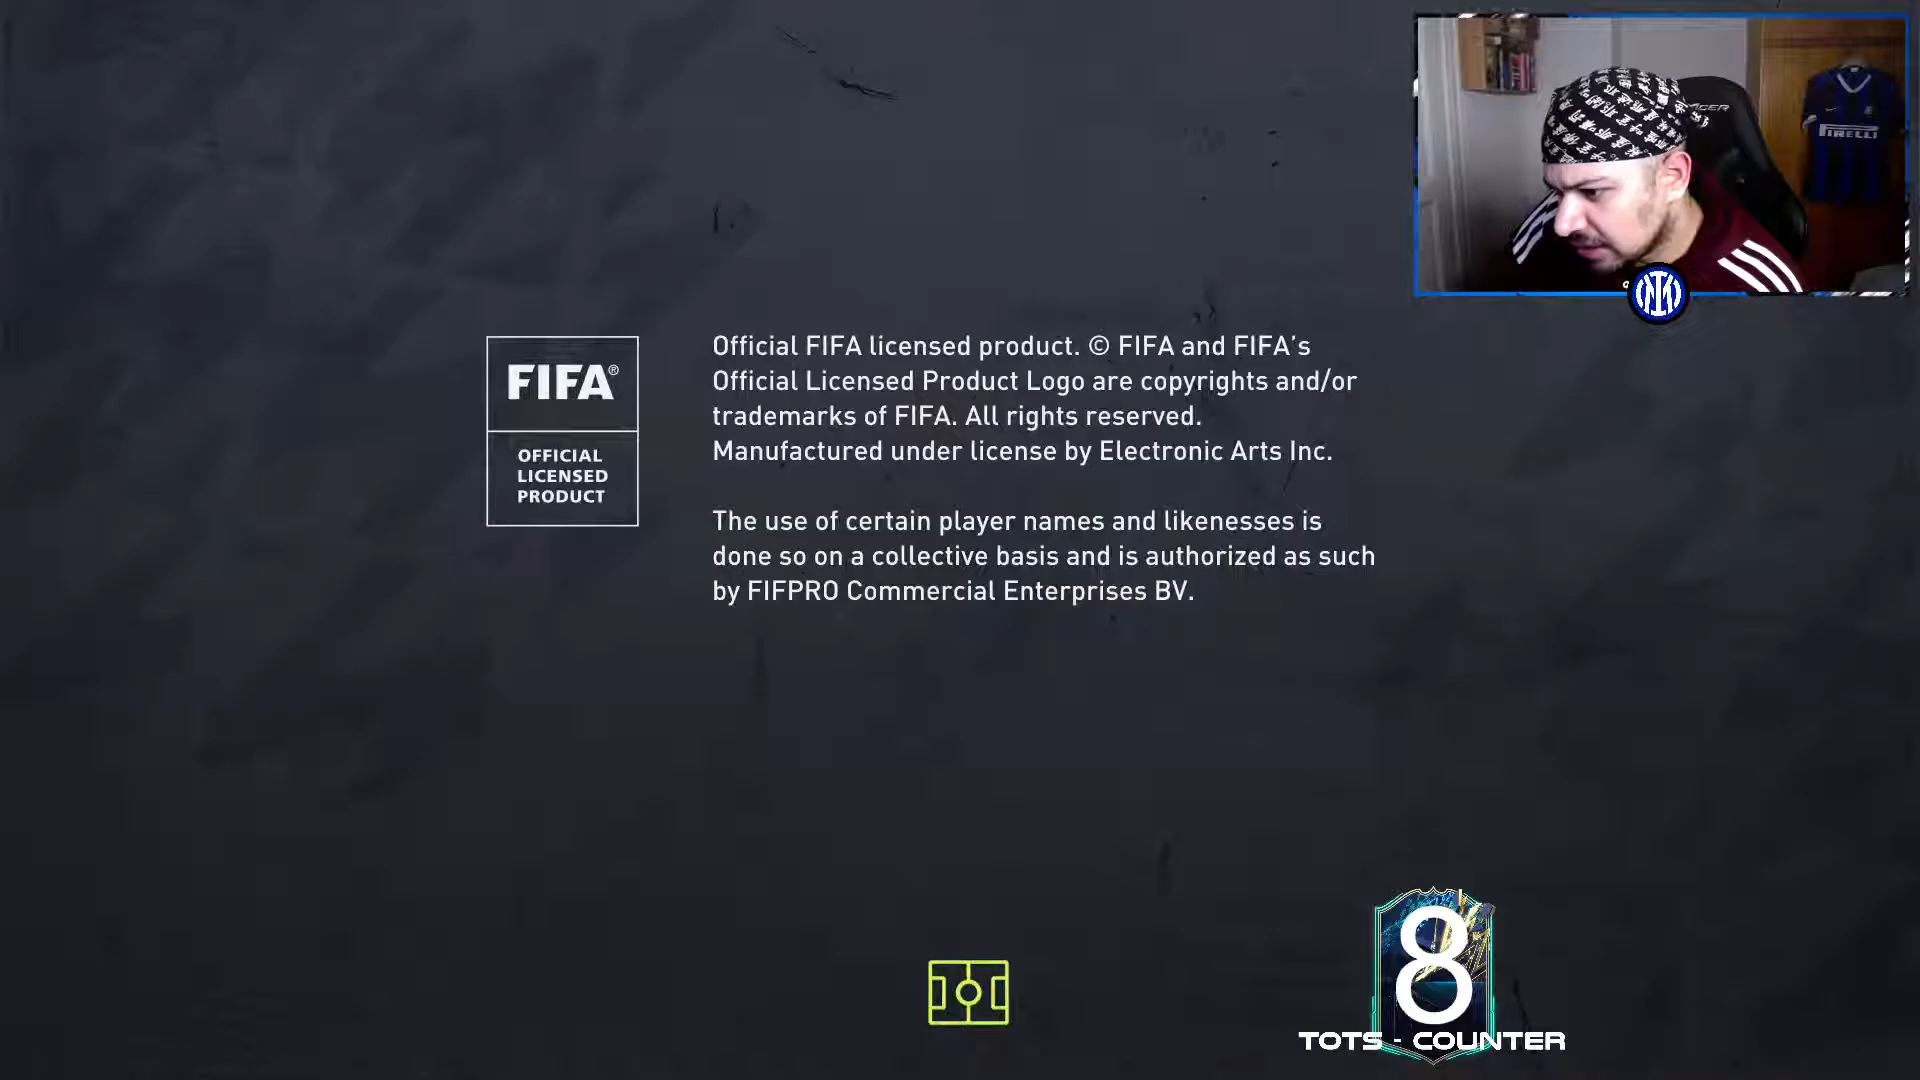 PIRELLI
FIFA®
OFFICIAL
LICENSED
PRODUCT
Official FIFA licensed product. © FIFA and FIFA’s
Official Licensed Product Logo are copyrights and/or
trademarks of FIFA. All rights reserved.
Manufactured under license by Electronic Arts Inc.
The use of certain player names and likenesses is
done so on a collective basis and is authorized as such
by FIFPRO Commercial Enterprises BV.
8
TOTS - COUNTER